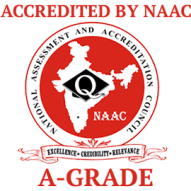 ACCREDITED BY NAAC
NATIONAL ASSESSMENT AND ACCREDITATION COUNCIL
Q
NAAC
EXCELLENCE • CREDIBILITY • RELEVANCE
A-GRADE